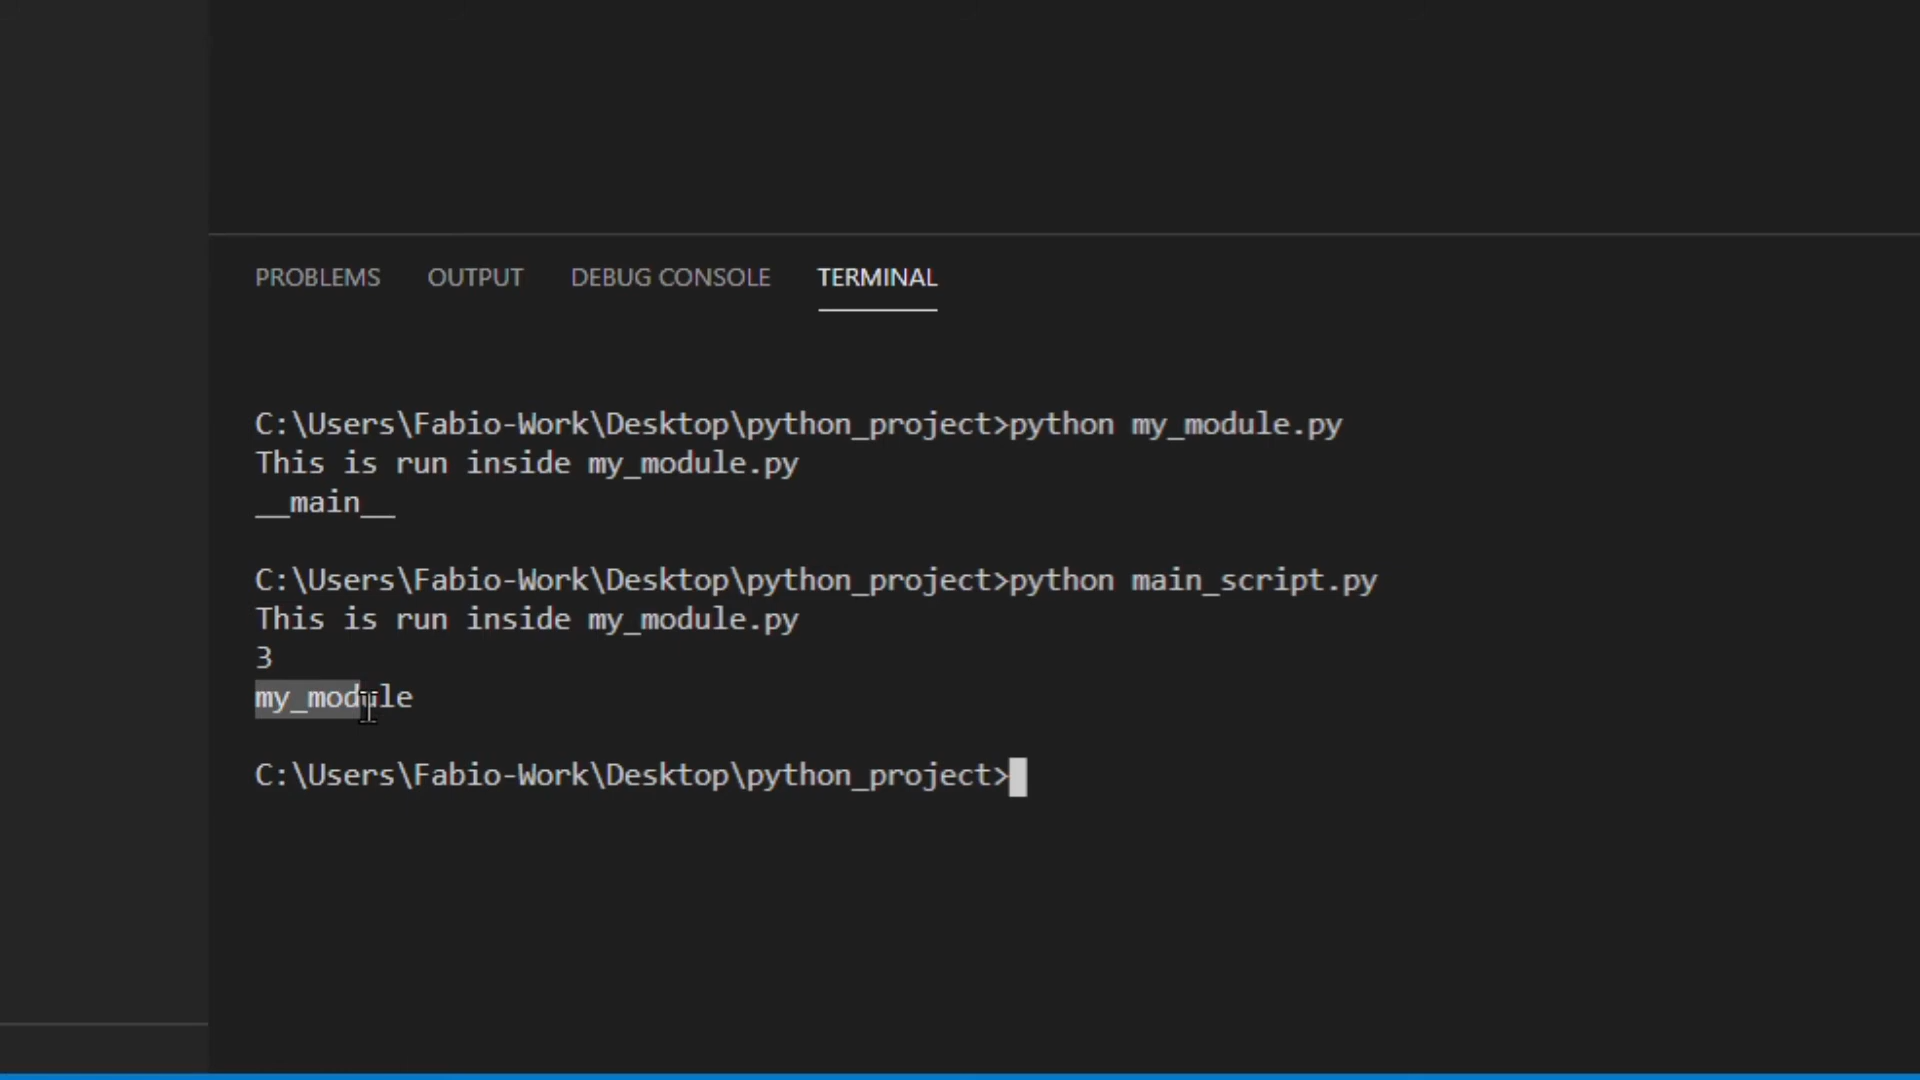 PROBLEMS OUTPUT DEBUG CONSOLE TERMINAL
C:\Users\Fabio-Work\Desktop\python_project>python my_module.py
This is run inside my_module.py
__main__
C:\Users\Fabio-Work\Desktop\python_project>python main_script.py
This is run inside my_module.py
3
my_module
C:\Users\Fabio-Work\Desktop\python_project>